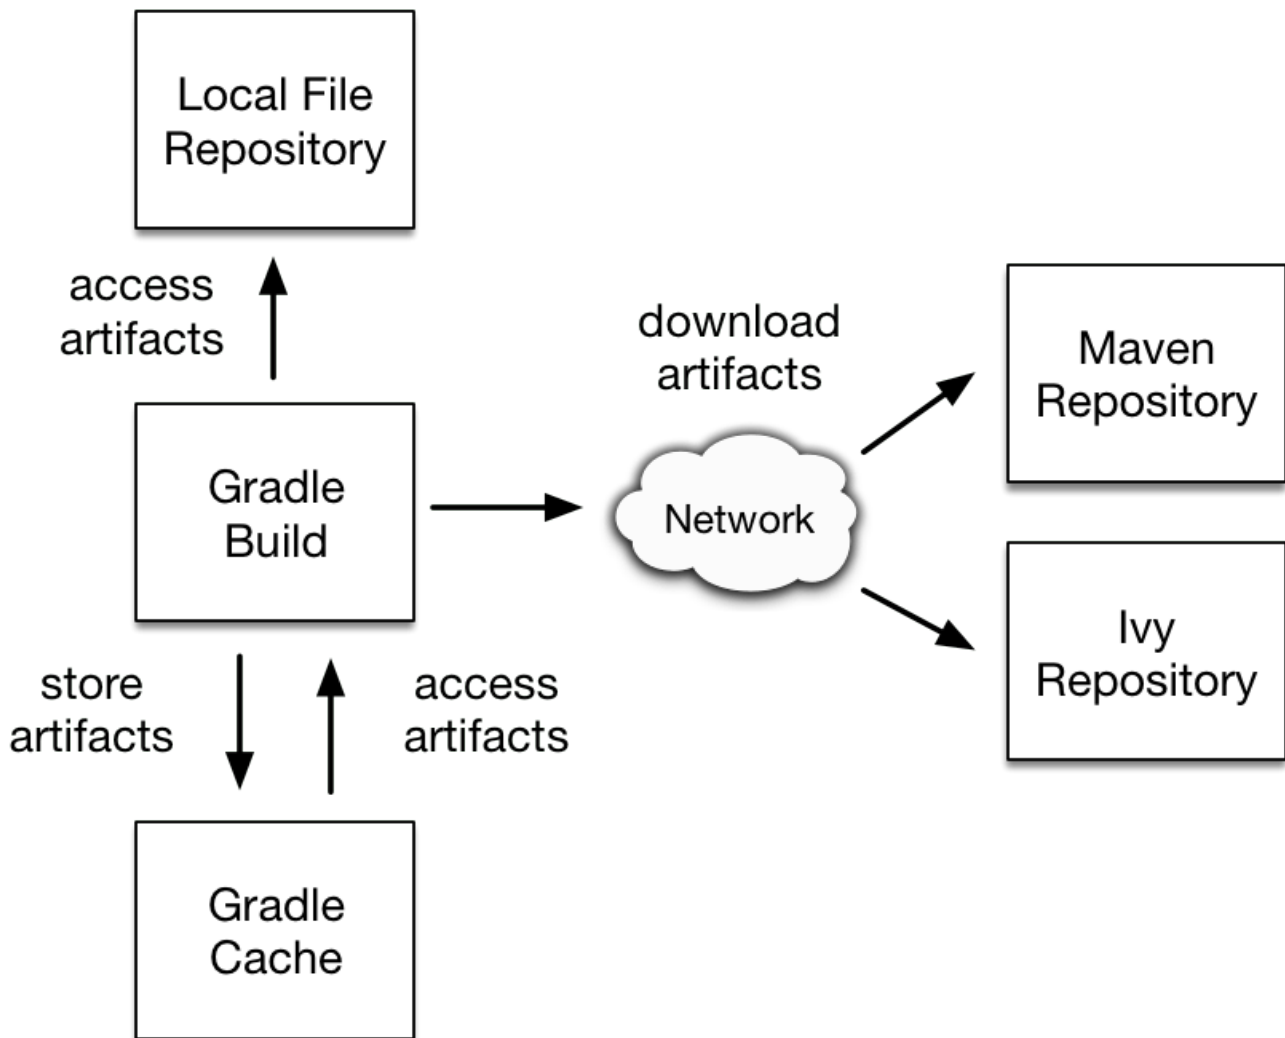 Local File
Repository
access
artifacts
download
artifacts
Maven
Repository
Gradle
Build
Network
Ivy
Repository
store
artifacts
access
artifacts
Gradle
Cache